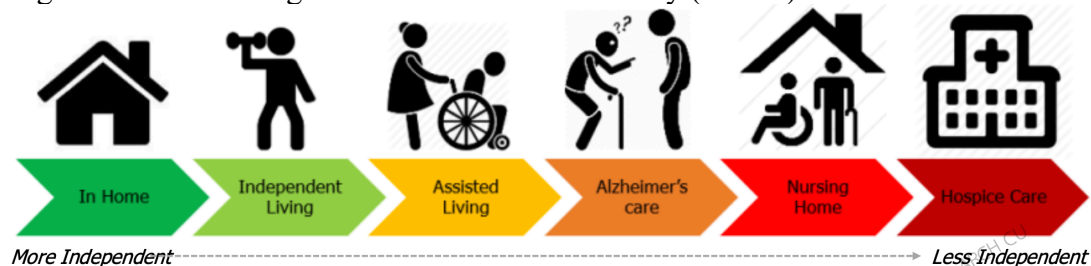 ??
In Home
Independent
Living
Assisted
Living
Alzheimer's
care
Nursing
Home
Hospice Care
More Independent
Less Independent